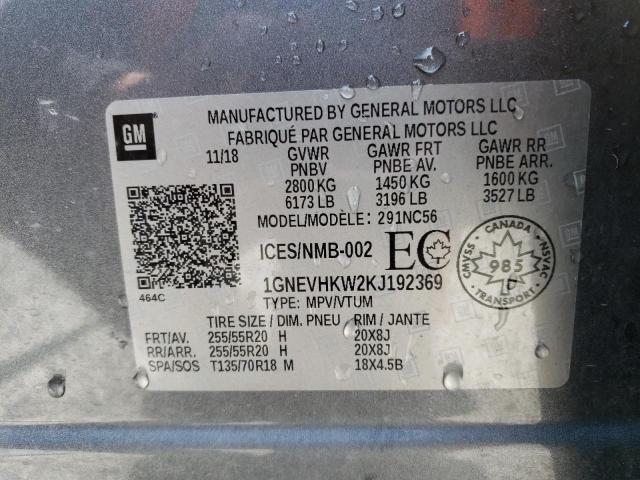 GM
MANUFACTURED BY GENERAL MOTORS LLC
FABRIQUÉ PAR GENERAL MOTORS LLC
11/18 GVWR GAWR FRT GAWR RR
PNBV PNBE AV. PNBE ARR.
2800 KG 1450 KG 1600 KG
6173 LB 3196 LB 3527 LB
MODEL/MODÈLE: 291NC56
ICES/NMB-002 EC
CANADA
CMVSS 985 NSVAC
TRANSPORT
464C
1GNEVHKW2KJ192369
TYPE: MPV/VTUM
TIRE SIZE / DIM. PNEU RIM / JANTE
FRT/AV. 255/55R20 H 20X8J
RR/ARR. 255/55R20 H 20X8J
SPA/SOS T135/70R18 M 18X4.5B